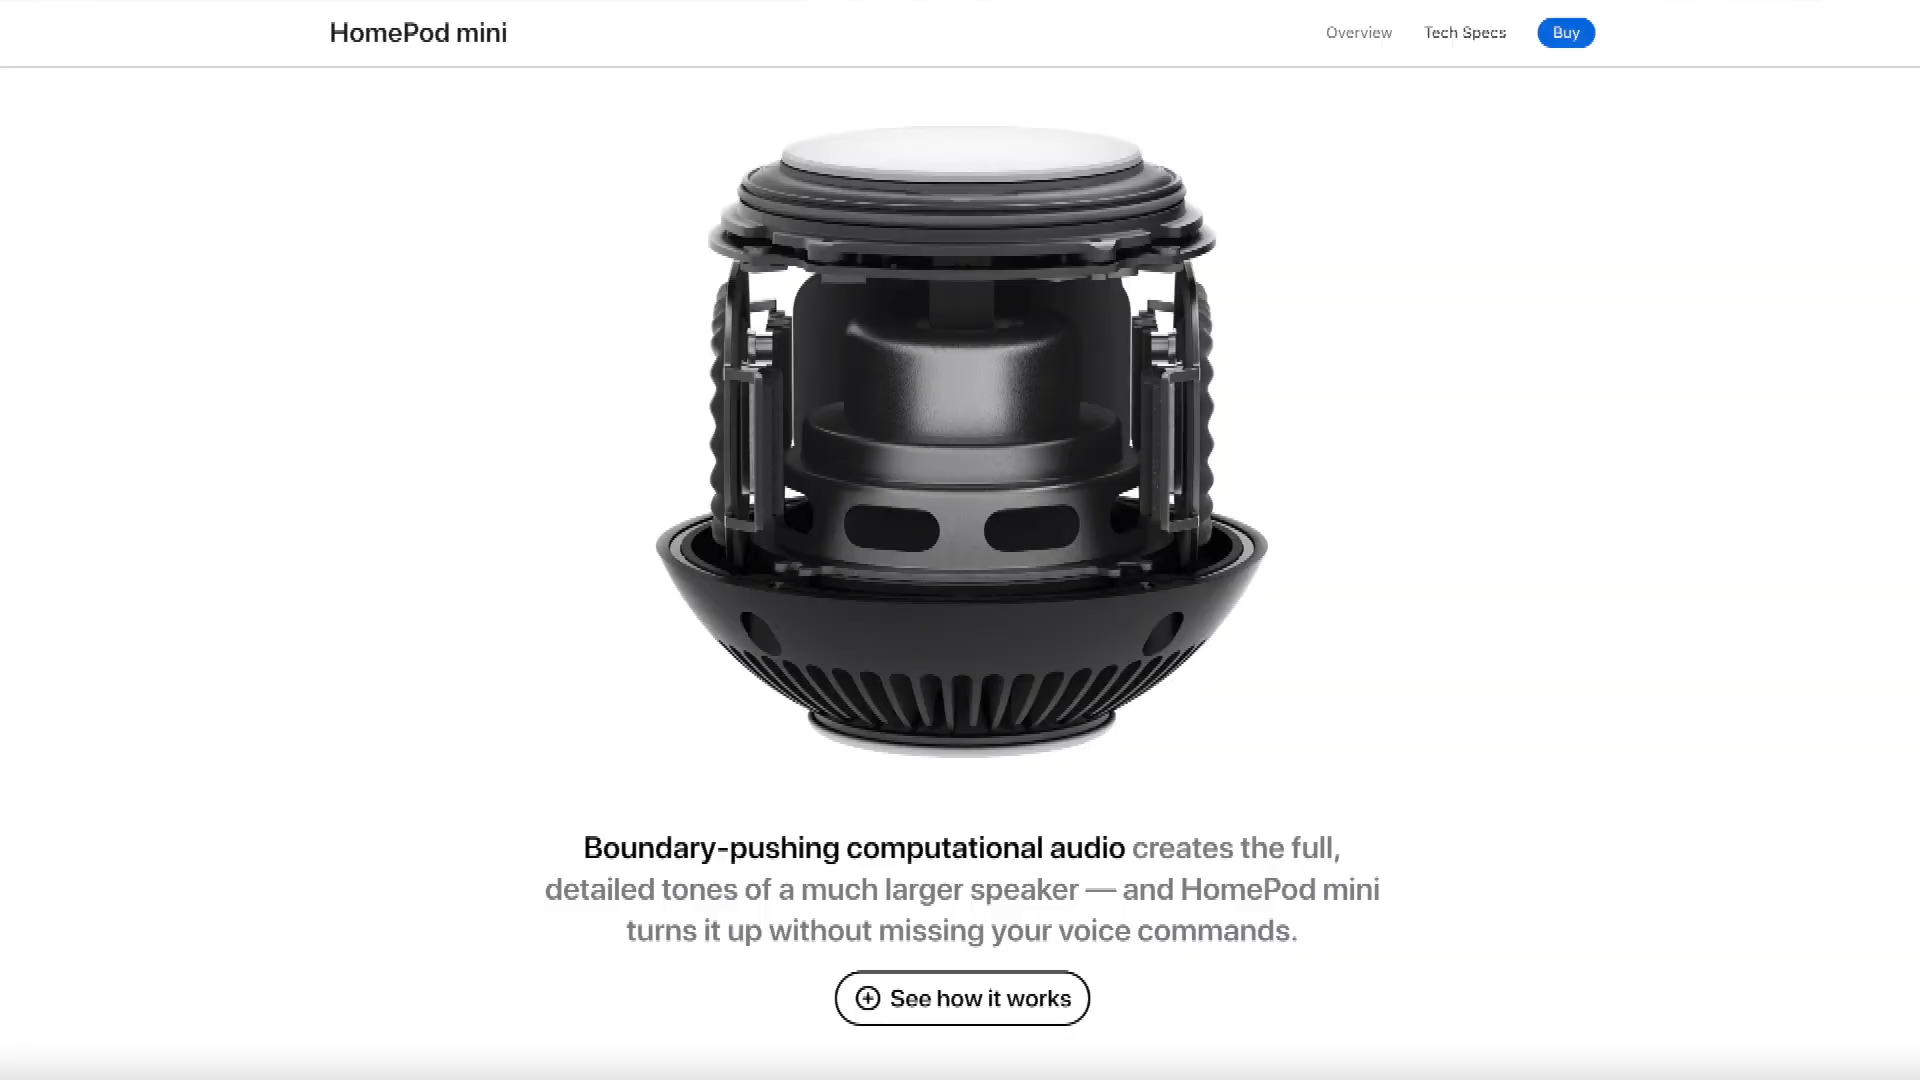 HomePod mini
Overview
Tech Specs
Buy
Boundary-pushing computational audio creates the full,
detailed tones of a much larger speaker — and HomePod mini
turns it up without missing your voice commands.
See how it works